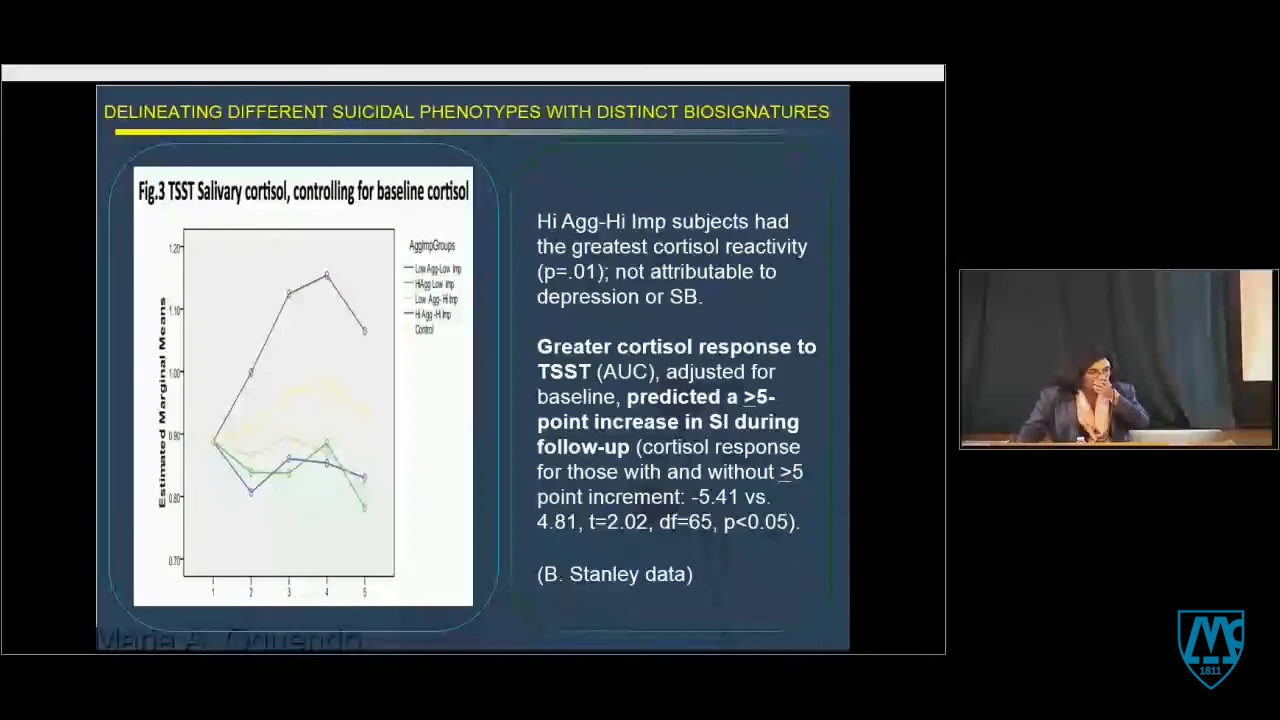 DELINEATING DIFFERENT SUICIDAL PHENOTYPES WITH DISTINCT BIOSIGNATURES
Fig.3 TSST Salivary cortisol, controlling for baseline cortisol
AggImpGroups
Low Agg-Low Imp
HiAgg Low Imp
Low Agg- Hi Imp
Hi Agg -Hi Imp
Control
Estimated Marginal Means
1.20
1.10
1.00
0.90
0.80
0.70
1 2 3 4 5
Hi Agg-Hi Imp subjects had
the greatest cortisol reactivity
(p=.01); not attributable to
depression or SB.
Greater cortisol response to
TSST (AUC), adjusted for
baseline, predicted a >5-
point increase in SI during
follow-up (cortisol response
for those with and without >5
point increment: -5.41 vs.
4.81, t=2.02, df=65, p<0.05).
(B. Stanley data)
Maria A. Oquendo
1811